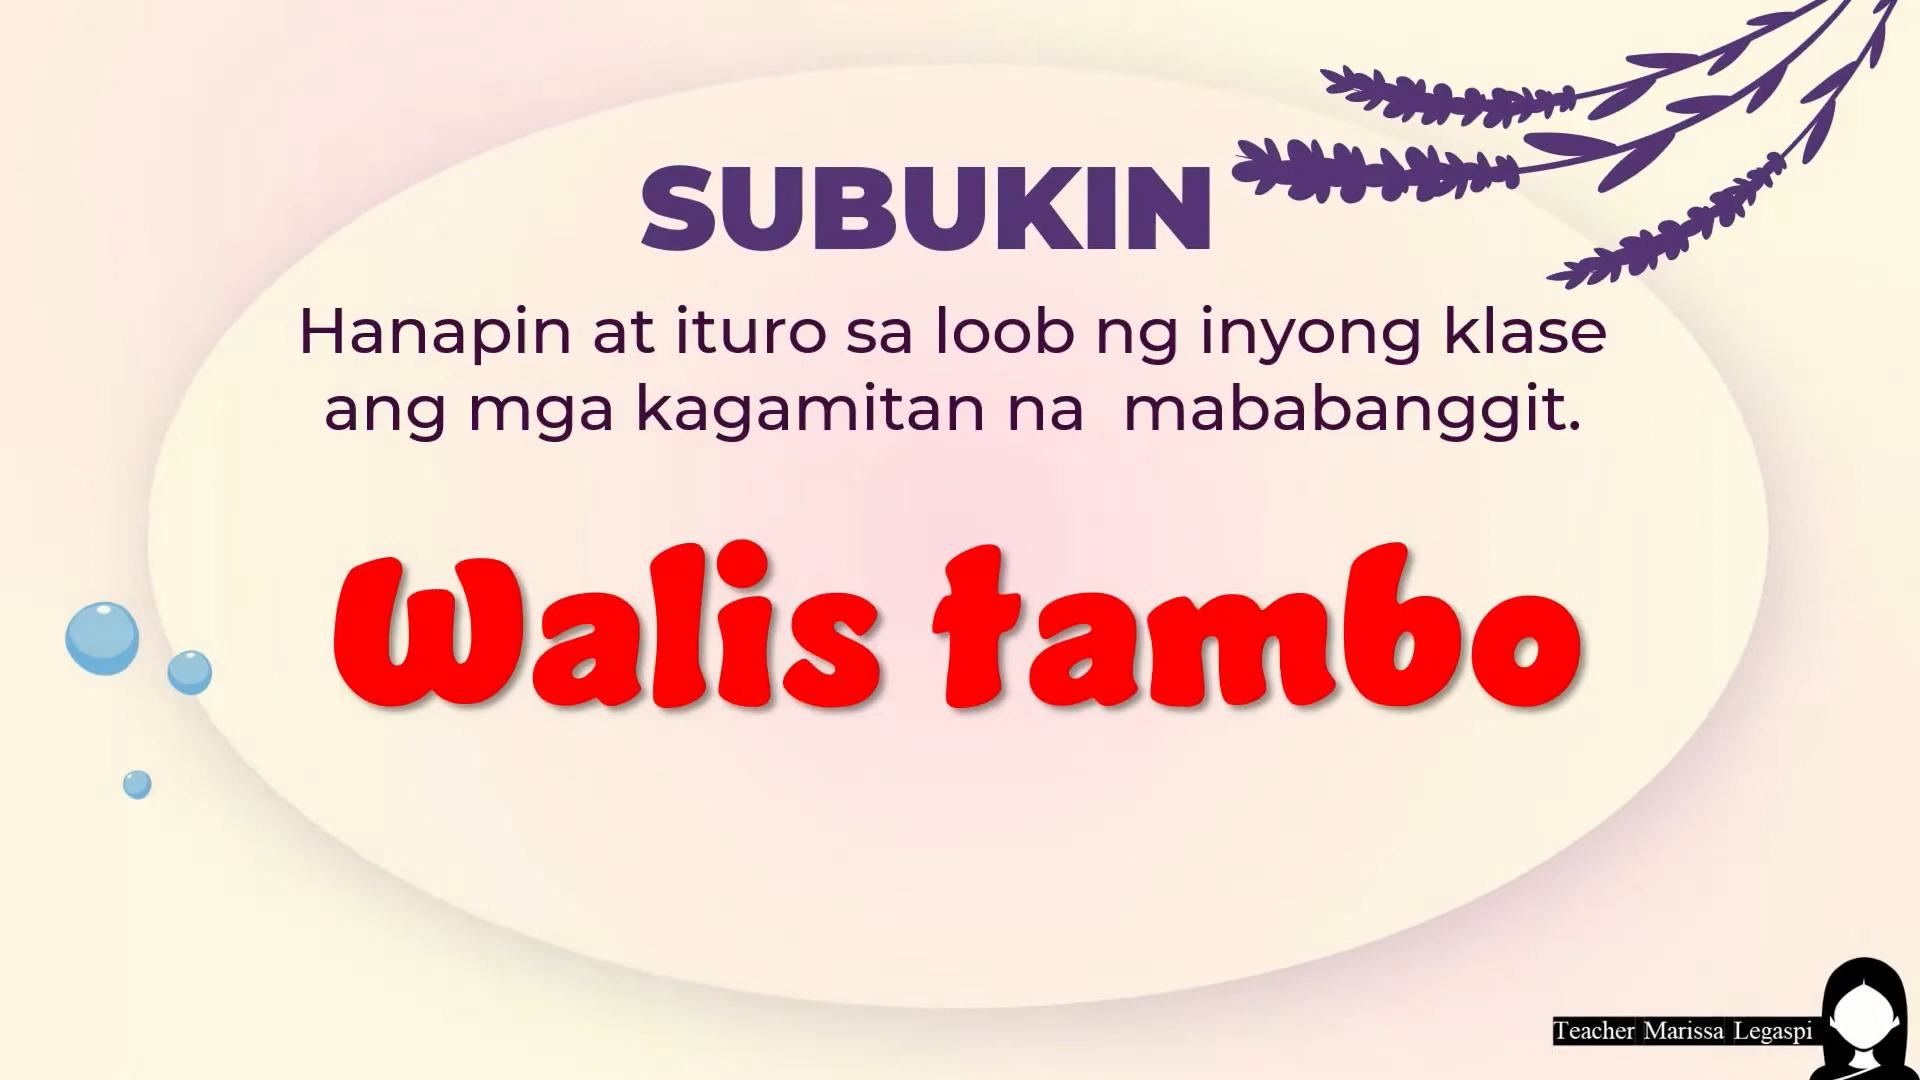 SUBUKIN
Hanapin at ituro sa loob ng inyong klase
ang mga kagamitan na mababanggit.
Walis tambo
Teacher Marissa Legaspi